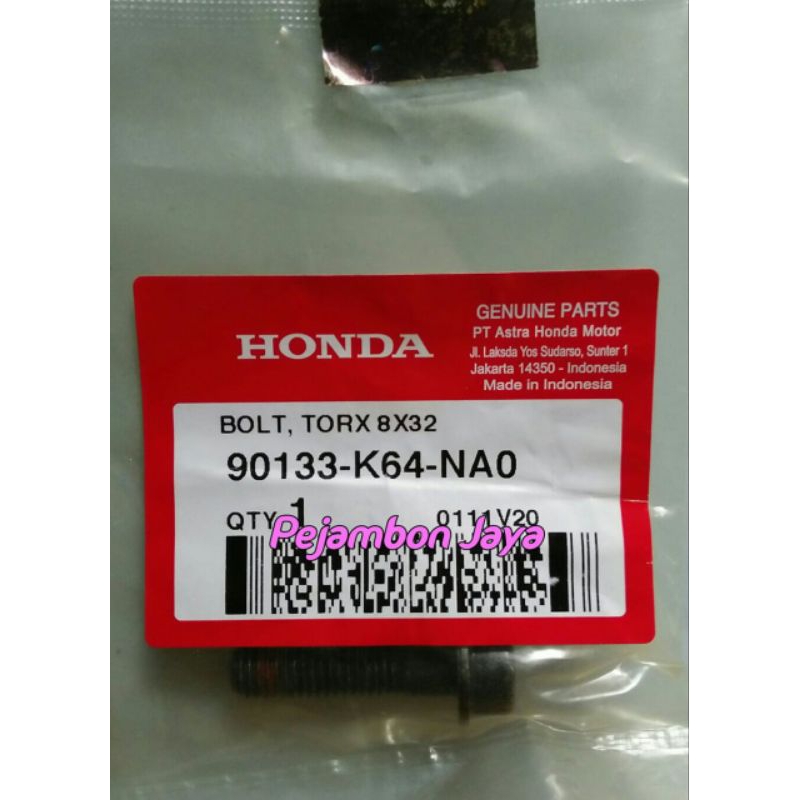 GENUINE PARTS
PT Astra Honda Motor
HONDA
Jl. Laksda Yos Sudarso, Sunter 1
Jakarta 14350 - Indonesia
Made in Indonesia
BOLT, TORX 8X32
90133-K64-NA0
QTY 1 0111V20
Pejambon Jaya